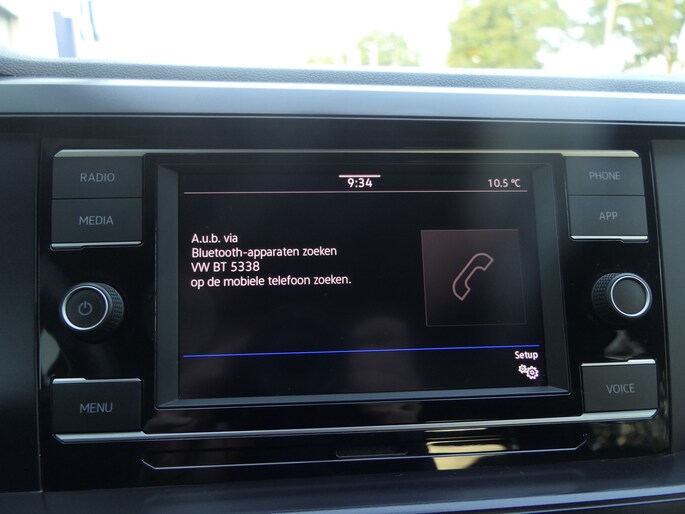 RADIO
MEDIA
MENU
9:34
10.5 °C
A.u.b. via
Bluetooth-apparaten zoeken
VW BT 5338
op de mobiele telefoon zoeken.
Setup
PHONE
APP
VOICE